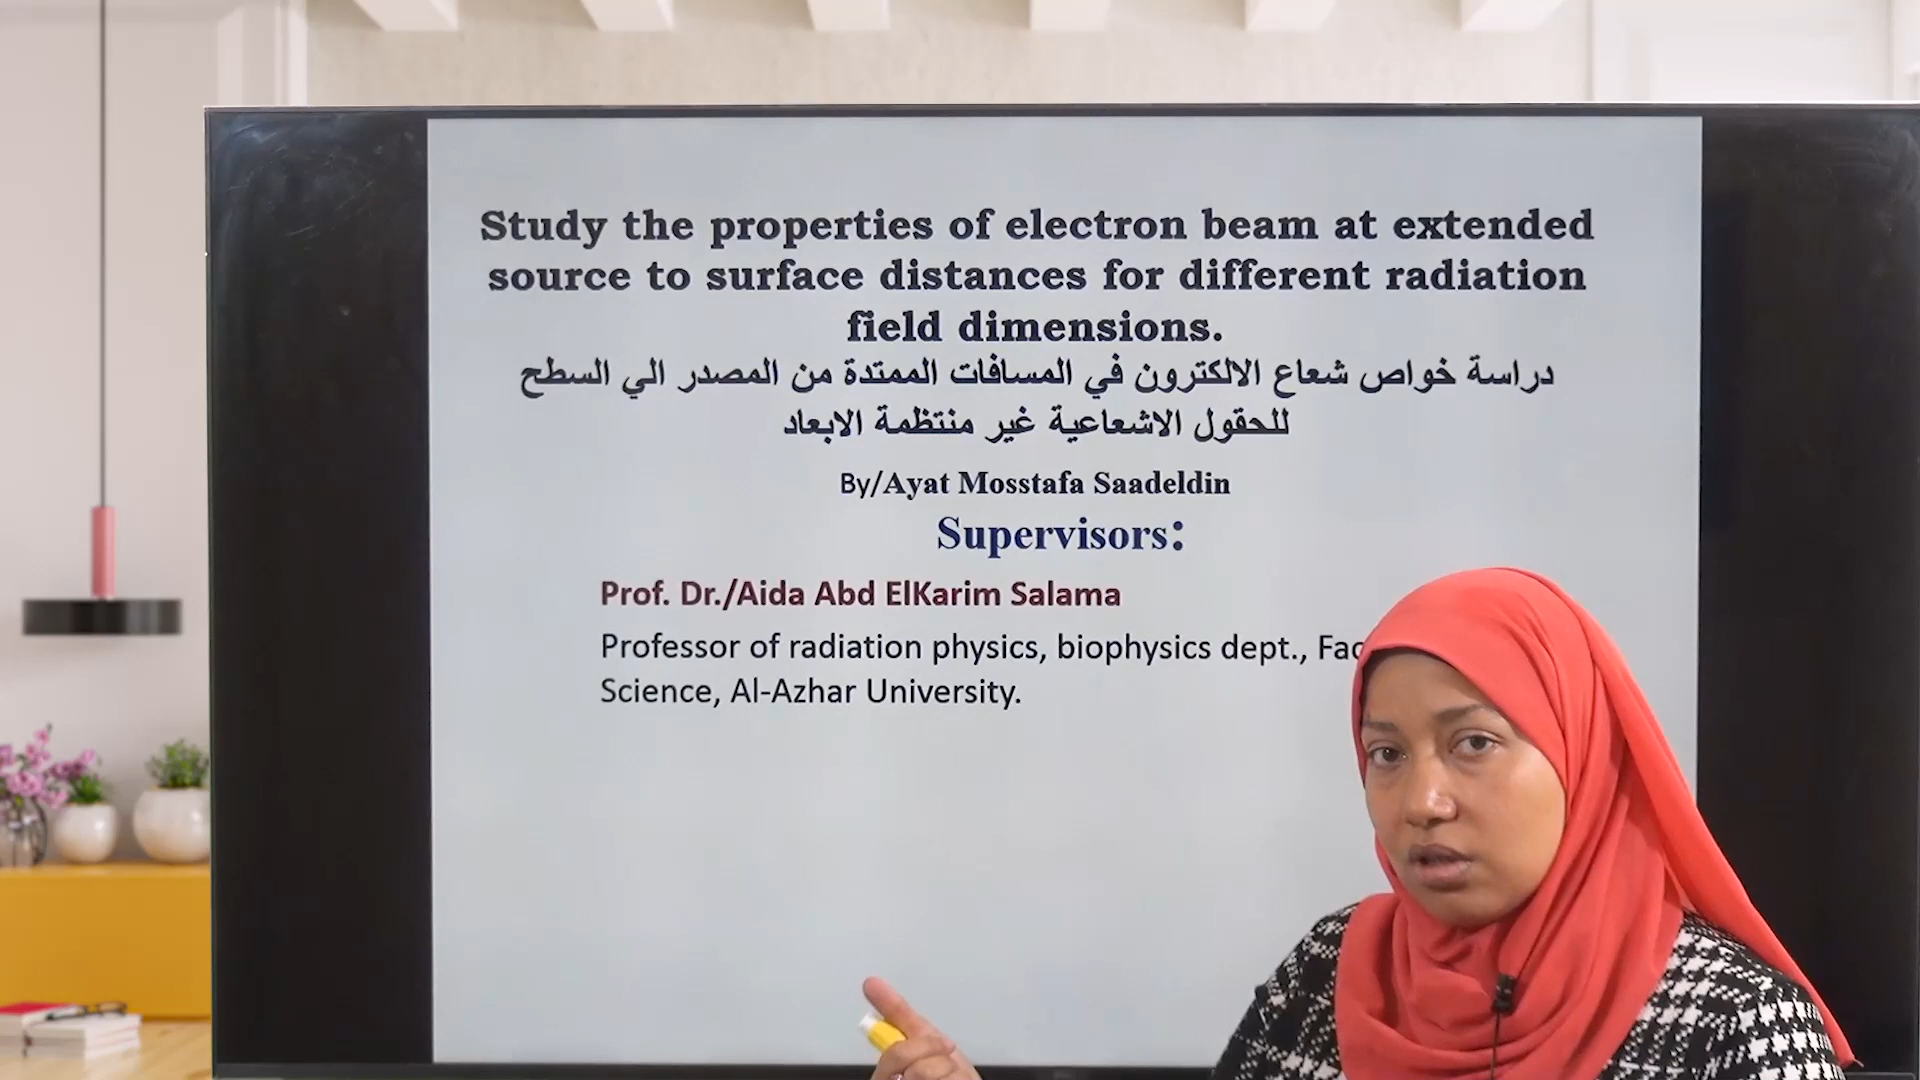 Study the properties of electron beam at extended
source to surface distances for different radiation
field dimensions.
دراسة خواص شعاع الالكترون في المسافات الممتدة من المصدر الي السطح
للحقول الاشعاعية غير منتظمة الابعاد
By/Ayat Mosstafa Saadeldin
Supervisors:
Prof. Dr./Aida Abd ElKarim Salama
Professor of radiation physics, biophysics dept.,
Science, Al-Azhar University.